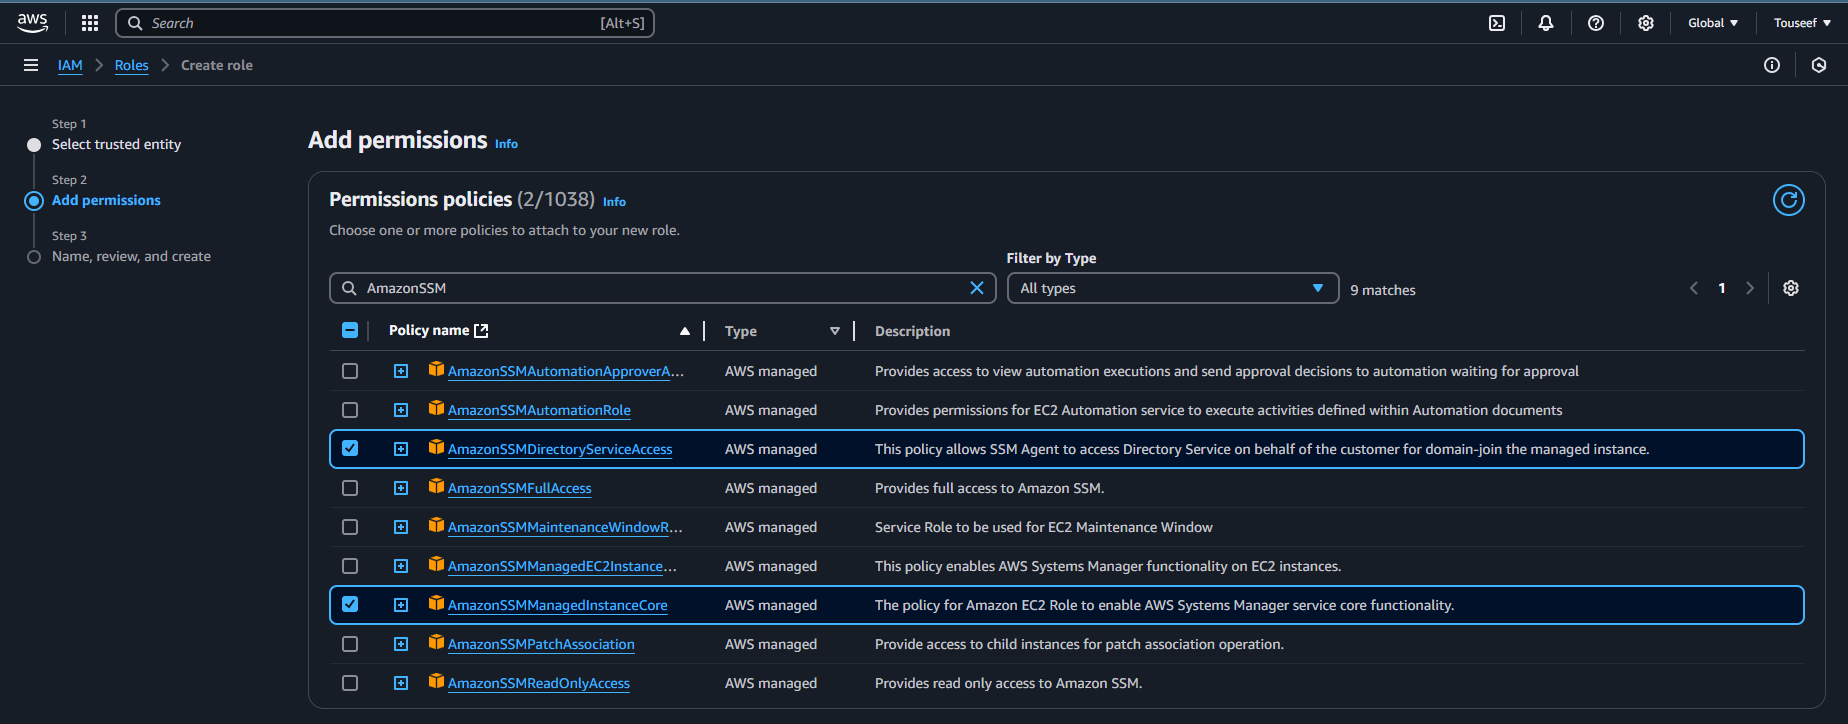 aws
Search [Alt+S]
Global
Touseef
IAM > Roles > Create role
Step 1
Select trusted entity
Step 2
Add permissions
Step 3
Name, review, and create
Add permissions Info
Permissions policies (2/1038) Info
Choose one or more policies to attach to your new role.
Filter by Type
AmazonSSM
All types
9 matches
1
Policy name Type Description
AmazonSSMAutomationApproverA... AWS managed Provides access to view automation executions and send approval decisions to automation waiting for approval
AmazonSSMAutomationRole AWS managed Provides permissions for EC2 Automation service to execute activities defined within Automation documents
AmazonSSMDirectoryServiceAccess AWS managed This policy allows SSM Agent to access Directory Service on behalf of the customer for domain-join the managed instance.
AmazonSSMFullAccess AWS managed Provides full access to Amazon SSM.
AmazonSSMMaintenanceWindowR... AWS managed Service Role to be used for EC2 Maintenance Window
AmazonSSMManagedEC2Instance... AWS managed This policy enables AWS Systems Manager functionality on EC2 instances.
AmazonSSMManagedInstanceCore AWS managed The policy for Amazon EC2 Role to enable AWS Systems Manager service core functionality.
AmazonSSMPatchAssociation AWS managed Provide access to child instances for patch association operation.
AmazonSSMReadOnlyAccess AWS managed Provides read only access to Amazon SSM.